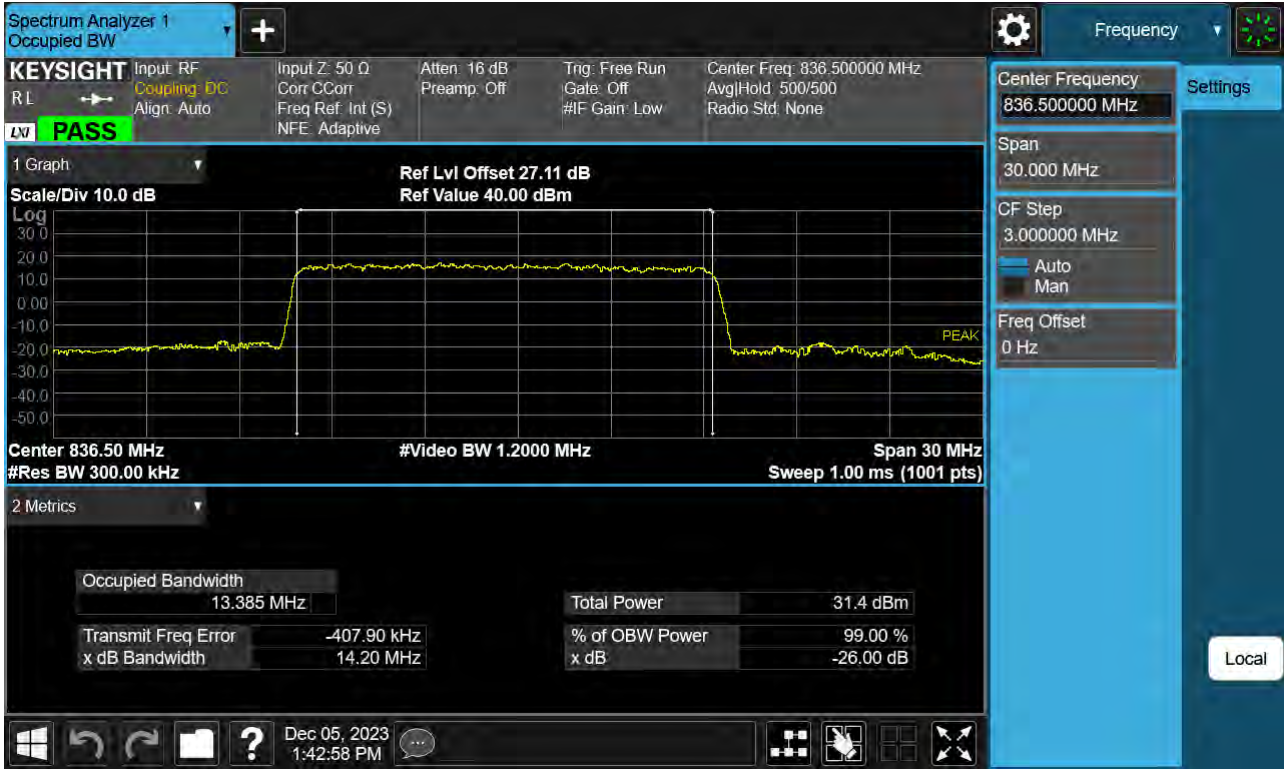 Spectrum Analyzer 1
Occupied BW
+
Frequency
KEYSIGHT
RL
LXI
PASS
Input: RF
Coupling: DC
Align: Auto
Input Z: 50 Ω
Corr CCorr
Freq Ref: Int (S)
NFE: Adaptive
Atten: 16 dB
Preamp: Off
Trig: Free Run
Gate: Off
#IF Gain: Low
Center Freq: 836.500000 MHz
Avg|Hold: 500/500
Radio Std: None
Center Frequency
836.500000 MHz
Settings
Span
30.000 MHz
CF Step
3.000000 MHz
Auto
Man
Freq Offset
0 Hz
Local
1 Graph
Scale/Div 10.0 dB
Ref Lvl Offset 27.11 dB
Ref Value 40.00 dBm
Log
30.0
20.0
10.0
0.00
-10.0
-20.0
-30.0
-40.0
-50.0
PEAK
Center 836.50 MHz
#Video BW 1.2000 MHz
Span 30 MHz
#Res BW 300.00 kHz
Sweep 1.00 ms (1001 pts)
2 Metrics
Occupied Bandwidth
13.385 MHz
Total Power 31.4 dBm
Transmit Freq Error -407.90 kHz
% of OBW Power 99.00 %
x dB Bandwidth 14.20 MHz
x dB -26.00 dB
?
Dec 05, 2023
1:42:58 PM